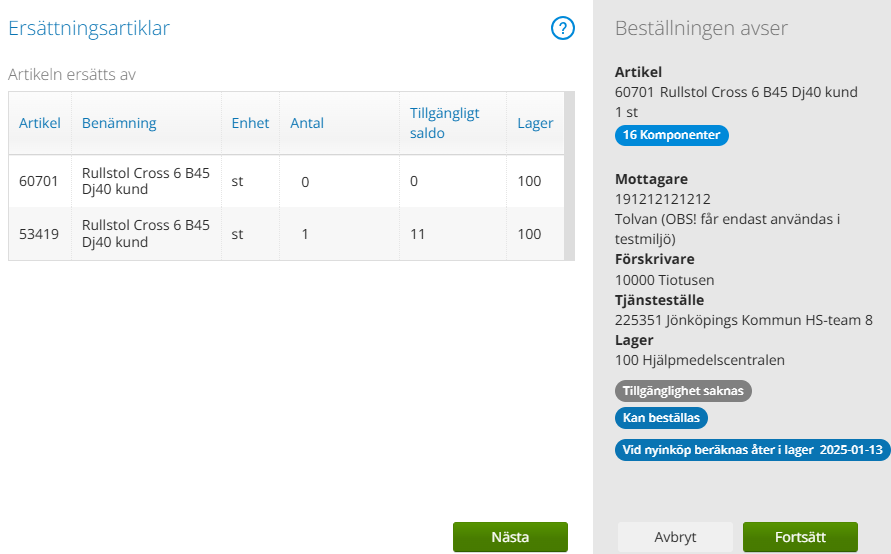 Ersättningsartiklar
?
Artikeln ersätts av
Artikel Benämning Enhet Antal Tillgängligt saldo Lager
60701 Rullstol Cross 6 B45 Dj40 kund st 0 0 100
53419 Rullstol Cross 6 B45 Dj40 kund st 1 11 100
Nästa
Beställningen avser
Artikel
60701 Rullstol Cross 6 B45 Dj40 kund
1 st
16 Komponenter
Mottagare
191212121212
Tolvan (OBS! får endast användas i
testmiljö)
Förskrivare
10000 Tiotusen
Tjänsteställe
225351 Jönköpings Kommun HS-team 8
Lager
100 Hjälpmedelscentralen
Tillgänglighet saknas
Kan beställas
Vid nyinköp beräknas åter i lager 2025-01-13
Avbryt Fortsätt